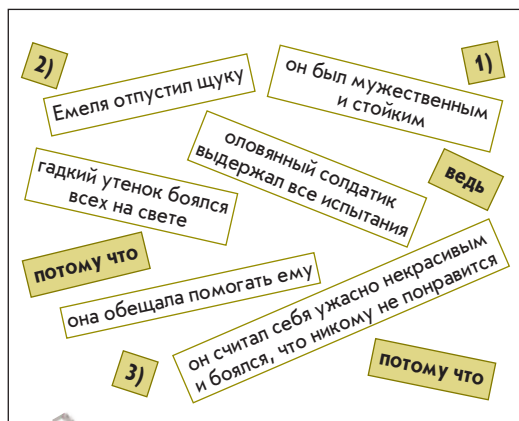 2)
1)
Емеля отпустил щуку
он был мужественным
и стойким
оловянный солдатик
выдержал все испытания
гадкий утенок боялся
всех на свете
ведь
потому что
она обещала помогать ему
он считал себя ужасно некрасивым
и боялся, что никому не понравится
3)
потому что